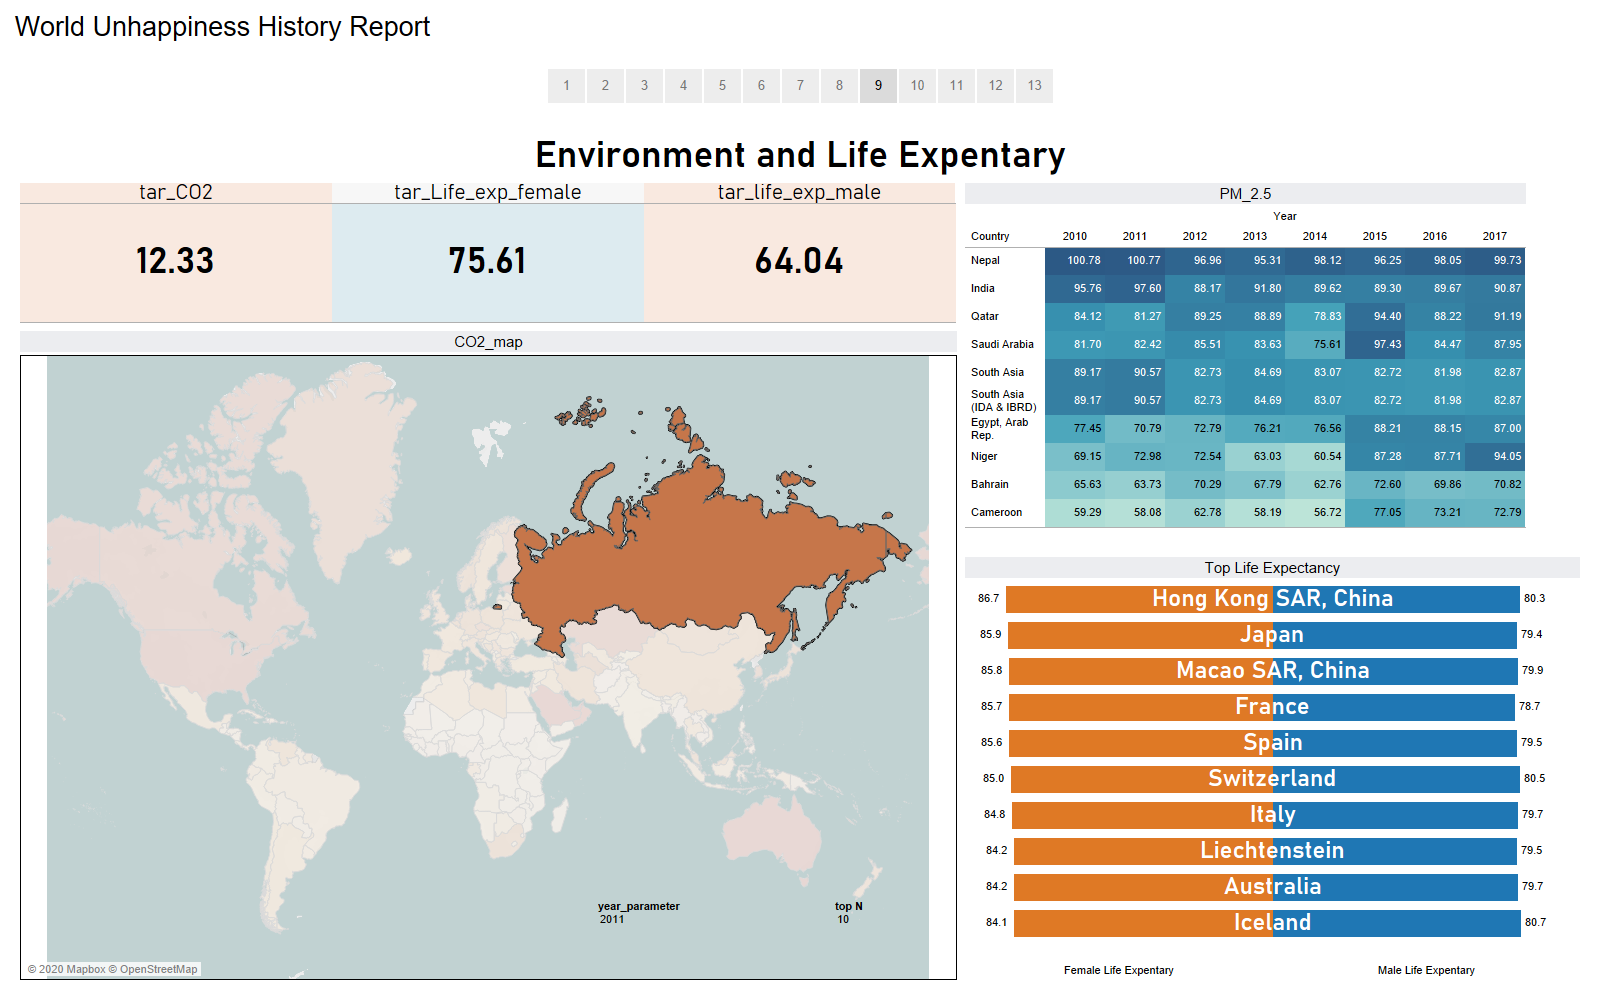 World Unhappiness History Report
1 2 3 4 5 6 7 8 9 10 11 12 13
Environment and Life Expentary
tar_CO2 tar_Life_exp_female tar_life_exp_male
12.33 75.61 64.04
CO2_map
year_parameter top N
2011 10
© 2020 Mapbox © OpenStreetMap
PM_2.5
Year
Country 2010 2011 2012 2013 2014 2015 2016 2017
Nepal 100.78 100.77 96.96 95.31 98.12 96.25 98.05 99.73
India 95.76 97.60 88.17 91.80 89.62 89.30 89.67 90.87
Qatar 84.12 81.27 89.25 88.89 78.83 94.40 88.22 91.19
Saudi Arabia 81.70 82.42 85.51 83.63 75.61 97.43 84.47 87.95
South Asia 89.17 90.57 82.73 84.69 83.07 82.72 81.98 82.87
South Asia
(IDA & IBRD) 89.17 90.57 82.73 84.69 83.07 82.72 81.98 82.87
Egypt, Arab
Rep. 77.45 70.79 72.79 76.21 76.56 88.21 88.15 87.00
Niger 69.15 72.98 72.54 63.03 60.54 87.28 87.71 94.05
Bahrain 65.63 63.73 70.29 67.79 62.76 72.60 69.86 70.82
Cameroon 59.29 58.08 62.78 58.19 56.72 77.05 73.21 72.79
Top Life Expectancy
86.7 Hong Kong SAR, China 80.3
85.9 Japan 79.4
85.8 Macao SAR, China 79.9
85.7 France 78.7
85.6 Spain 79.5
85.0 Switzerland 80.5
84.8 Italy 79.7
84.2 Liechtenstein 79.5
84.2 Australia 79.7
84.1 Iceland 80.7
Female Life Expentary Male Life Expentary